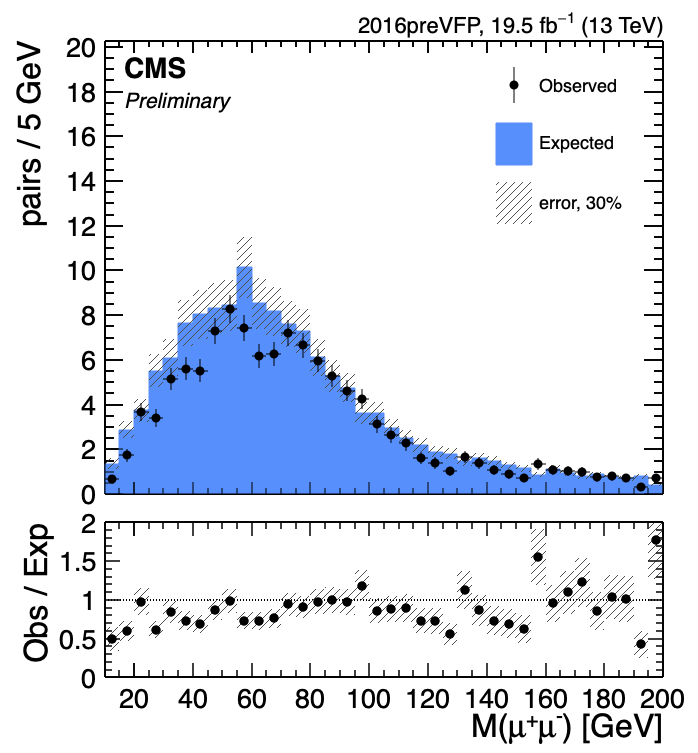 2016preVFP, 19.5 fb⁻¹ (13 TeV)
CMS
Preliminary
Observed
Expected
error, 30%
pairs / 5 GeV
20
18
16
14
12
10
8
6
4
2
0
Obs / Exp
2
1.5
1
0.5
0
20 40 60 80 100 120 140 160 180 200
M(μ⁺μ⁻) [GeV]